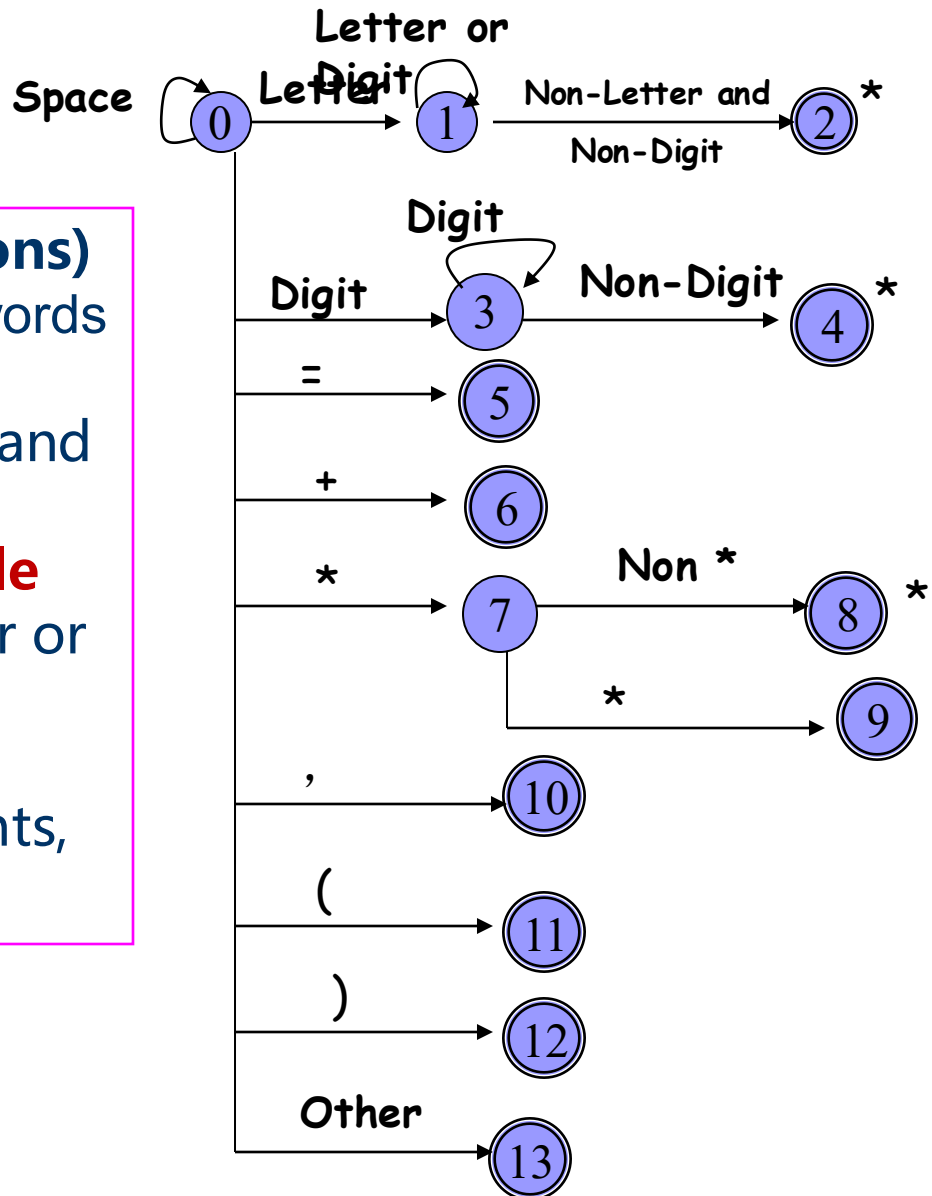 Letter or
Digit
Space
Letter
0
1
Non-Letter and
Non-Digit
2
*
ons)
ords
and
le
r or
nts,
Digit
Digit
3
Non-Digit
4
*
=
5
+
6
*
7
Non *
8
*
*
9
,
10
(
11
)
12
Other
13